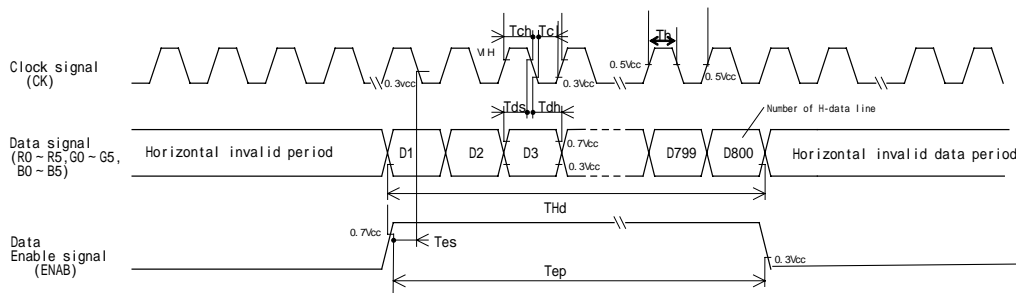 Tch
Tcl
Th
VIH
Clock signal
(CK)
0.3vcc
0.3Vcc
0.5Vcc
0.5Vcc
Tds
Tdh
Number of H-data line
Data signal
(R0~R5,G0~G5,
B0~B5)
Horizontal invalid period
D1
D2
D3
0.7Vcc
0.3Vcc
D799
D800
Horizontal invalid data period
THd
0.7Vcc
Data
Enable signal
(ENAB)
Tes
Tep
0.3Vcc